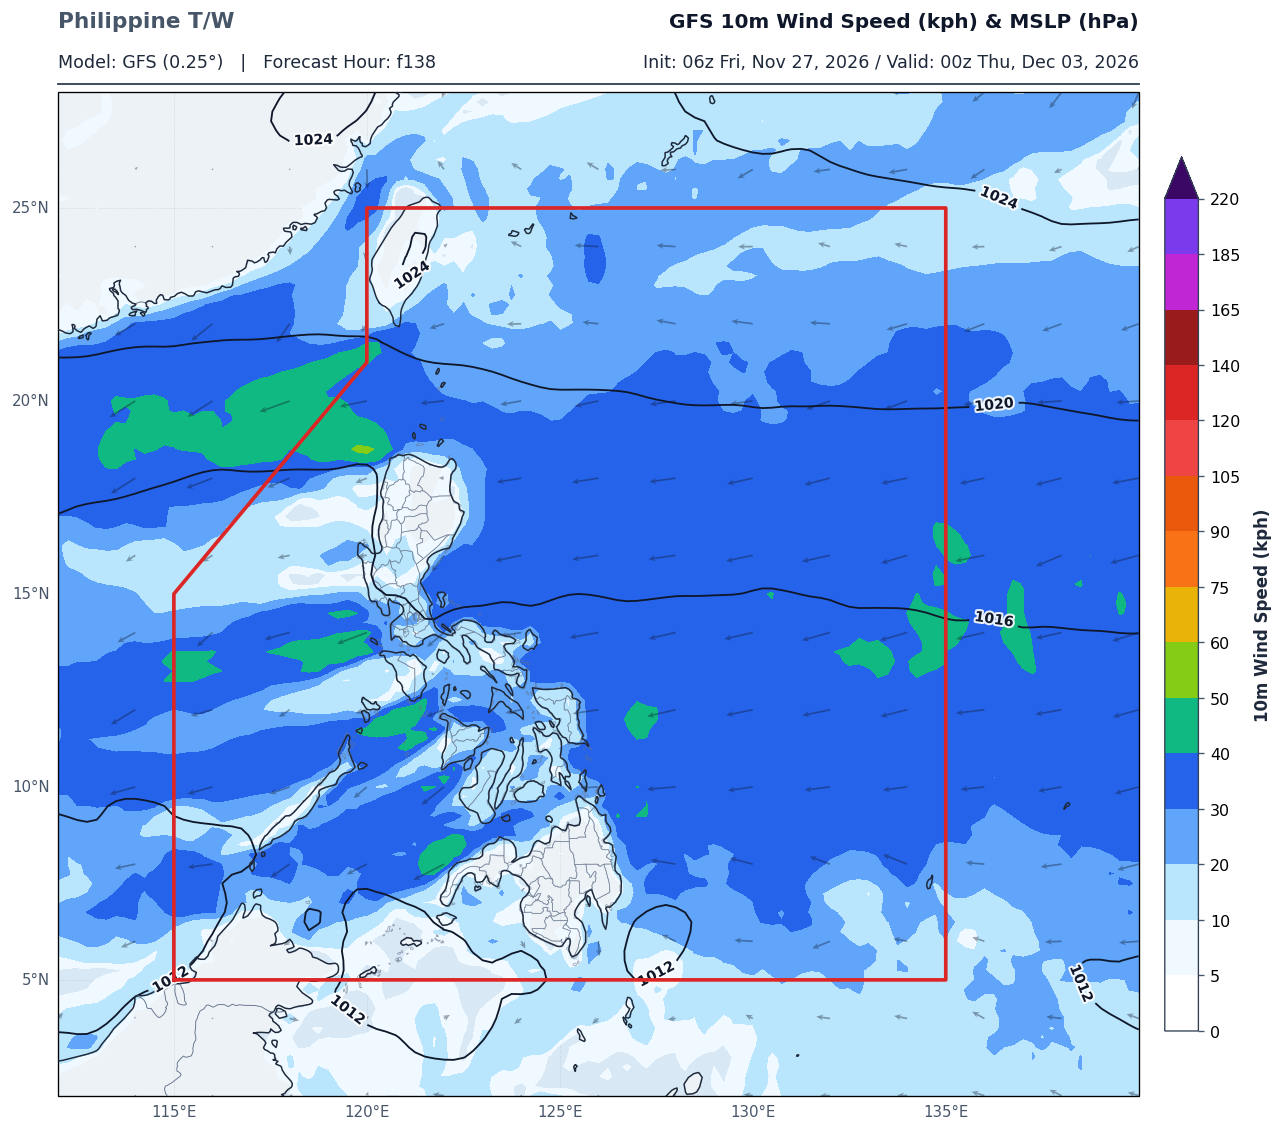 Philippine T/W
GFS 10m Wind Speed (kph) & MSLP (hPa)
Model: GFS (0.25°) | Forecast Hour: f138
Init: 06z Fri, Nov 27, 2026 / Valid: 00z Thu, Dec 03, 2026
1024
1024
1024
1020
1016
1012
1012
1012
1012
25°N
20°N
15°N
10°N
5°N
115°E
120°E
125°E
130°E
135°E
220
185
165
140
120
105
90
75
60
50
40
30
20
10
5
0
10m Wind Speed (kph)